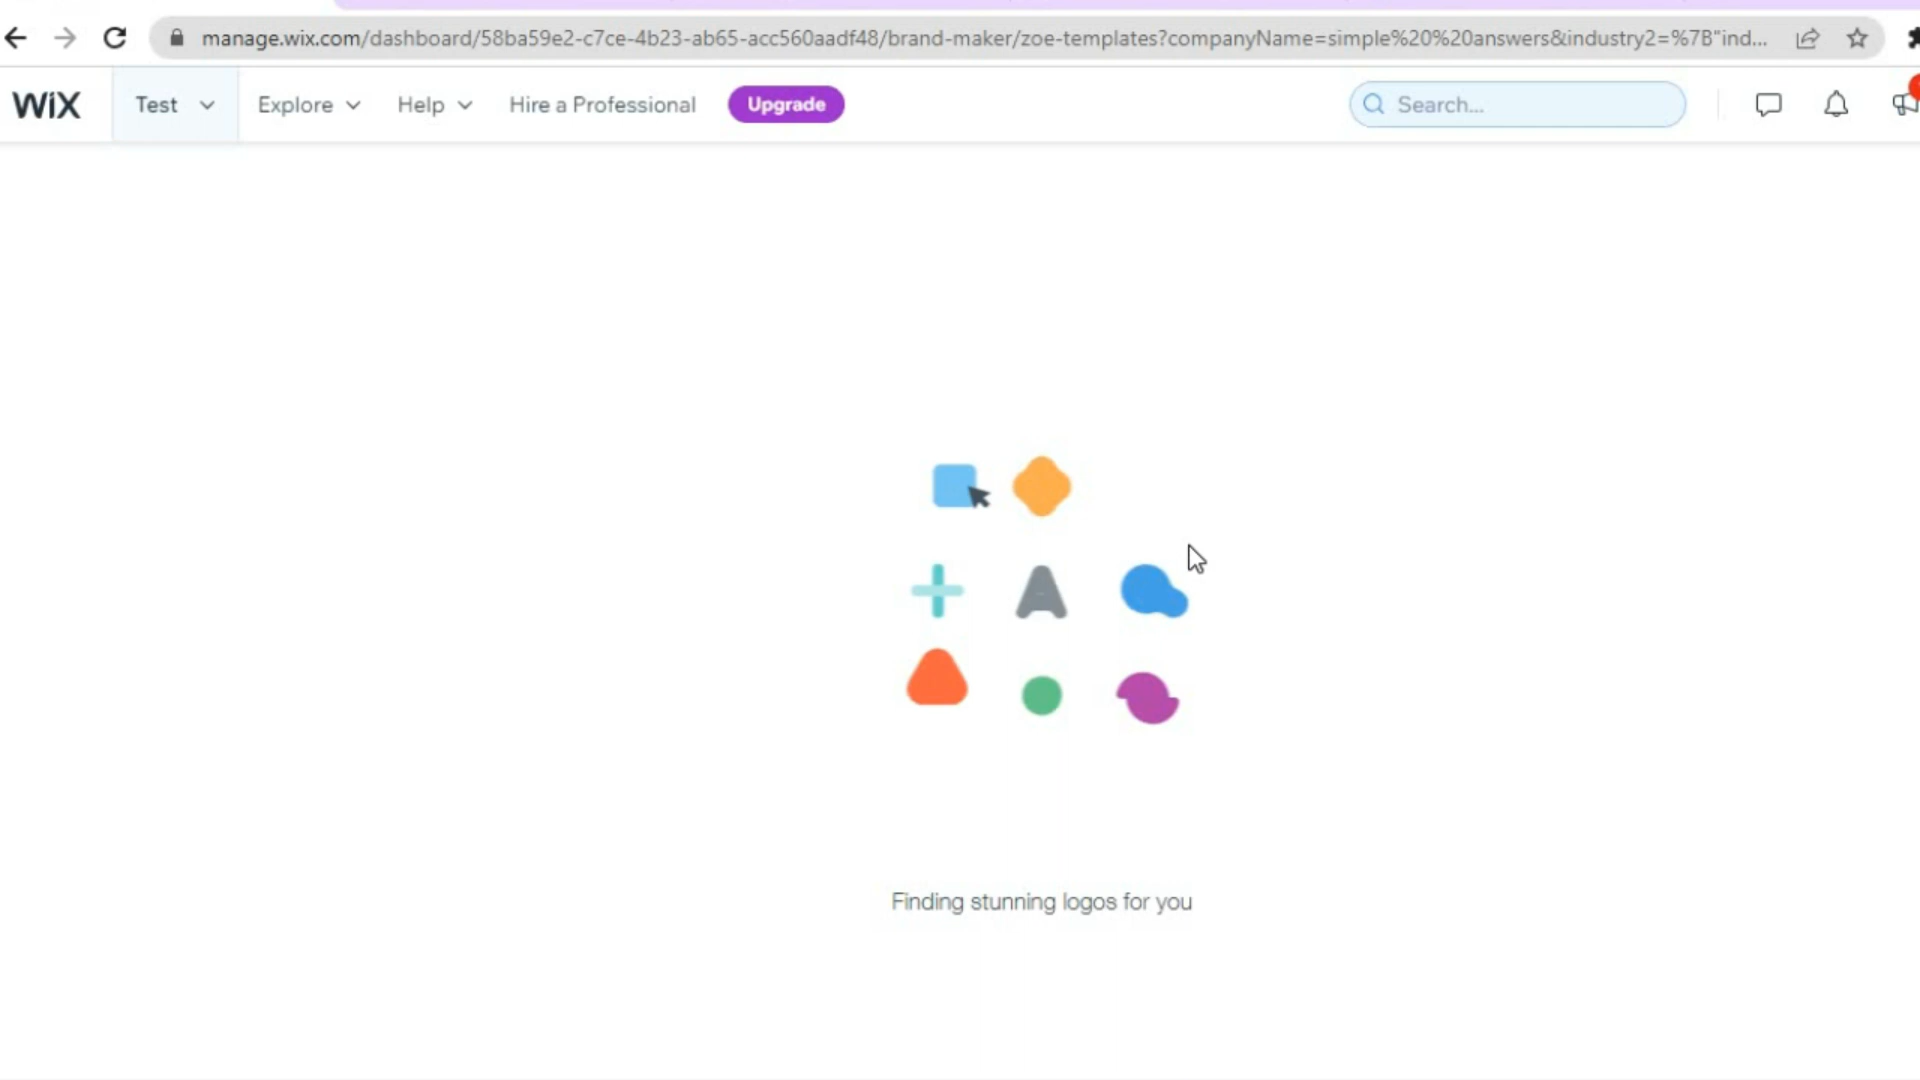 manage.wix.com/dashboard/58ba59e2-c7ce-4b23-ab65-acc560aadf48/brand-maker/zoe-templates?companyName=simple%20%20answers&industry2=%7B"ind...
WiX Test Explore Help Hire a Professional Upgrade Search...
A
Finding stunning logos for you